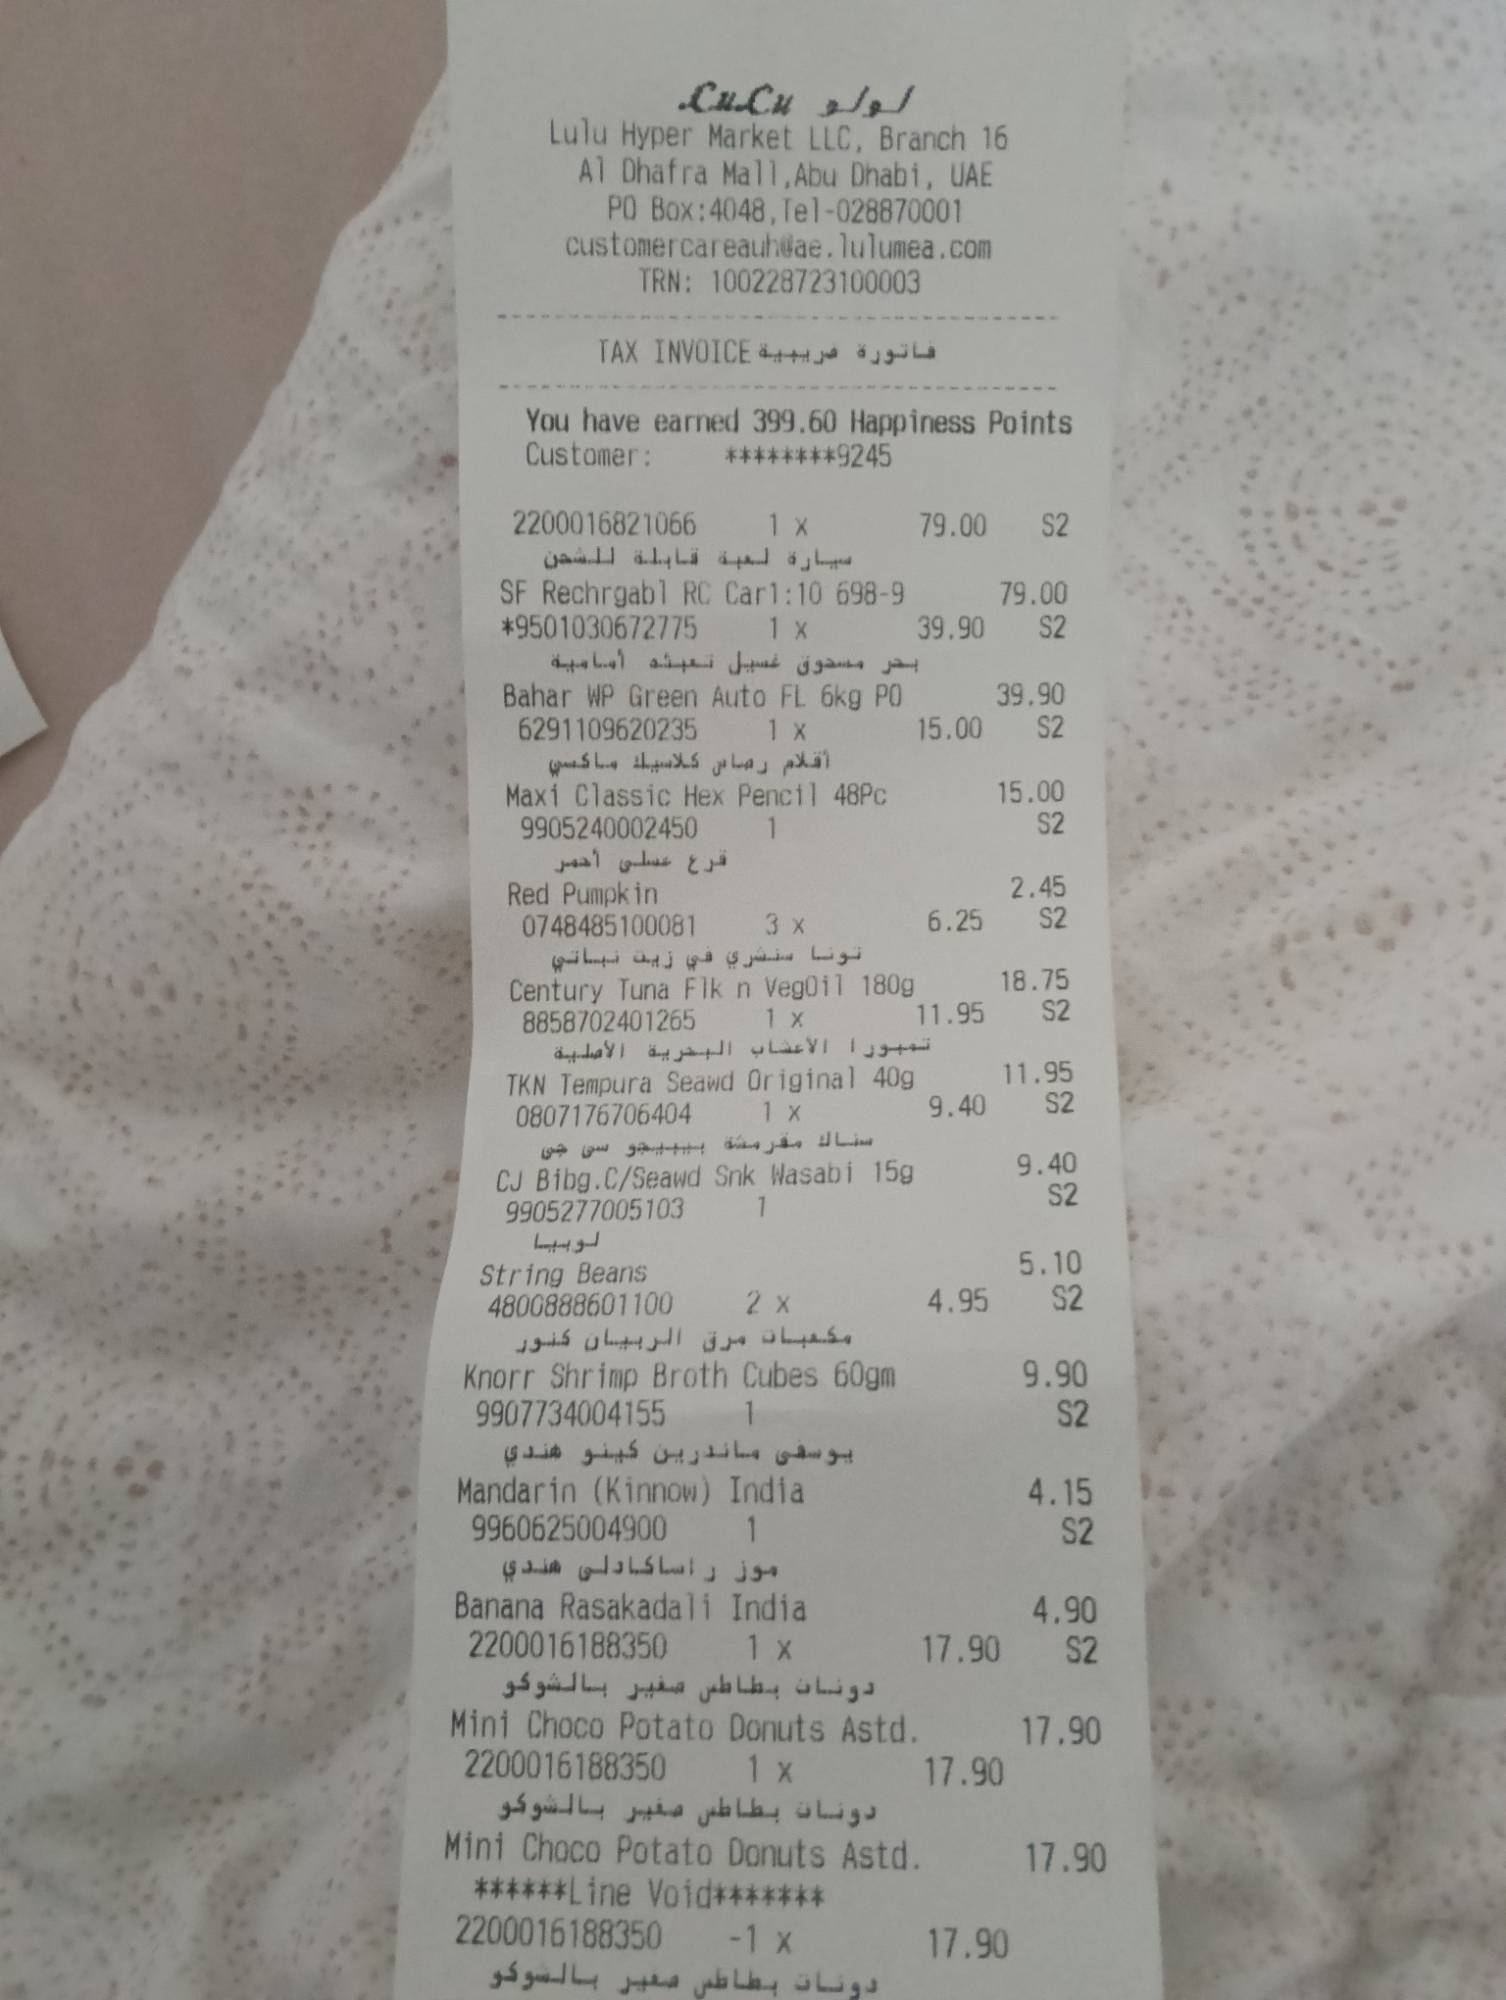 LuLu لولو
Lulu Hyper Market LLC, Branch 16
Al Dhafra Mall,Abu Dhabi, UAE
PO Box:4048,Tel-028870001
customercareauh@ae.lulumea.com
TRN: 100228723100003
TAX INVOICE فاتورة ضريبية
You have earned 399.60 Happiness Points
Customer: ********9245
2200016821066 1 x 79.00 S2
سيارة لعبة قابلة للشحن
SF Rechrgabl RC Car1:10 698-9 79.00
*9501030672775 1 x 39.90 S2
بحر مسحوق غسيل تعبئه أمامية
Bahar WP Green Auto FL 6kg PO 39.90
6291109620235 1 x 15.00 S2
أقلام رصاص كلاسيك ماكسي
Maxi Classic Hex Pencil 48Pc 15.00
9905240002450 1 S2
قرع عسلى أحمر
Red Pumpkin 2.45
0748485100081 3 x 6.25 S2
تونا سنشري في زيت نباتي
Century Tuna Flk n VegOil 180g 18.75
8858702401265 1 x 11.95 S2
تمبورا الأعشاب البحرية الأصلية
TKN Tempura Seawd Original 40g 11.95
0807176706404 1 x 9.40 S2
سناك مقرمشة بيبيجو سى جى
CJ Bibg.C/Seawd Snk Wasabi 15g 9.40
9905277005103 1 S2
لوبيا
String Beans 5.10
4800888601100 2 x 4.95 S2
مكعبات مرق الربيان كنور
Knorr Shrimp Broth Cubes 60gm 9.90
9907734004155 1 S2
يوسفى ماندرين كينو هندي
Mandarin (Kinnow) India 4.15
9960625004900 1 S2
موز راساكادلى هندي
Banana Rasakadali India 4.90
2200016188350 1 x 17.90 S2
دونات بطاطس صغير بالشوكو
Mini Choco Potato Donuts Astd. 17.90
2200016188350 1 x 17.90
دونات بطاطس صغير بالشوكو
Mini Choco Potato Donuts Astd. 17.90
******Line Void*******
2200016188350 -1 x 17.90
دونات بطاطس صغير بالشوكو